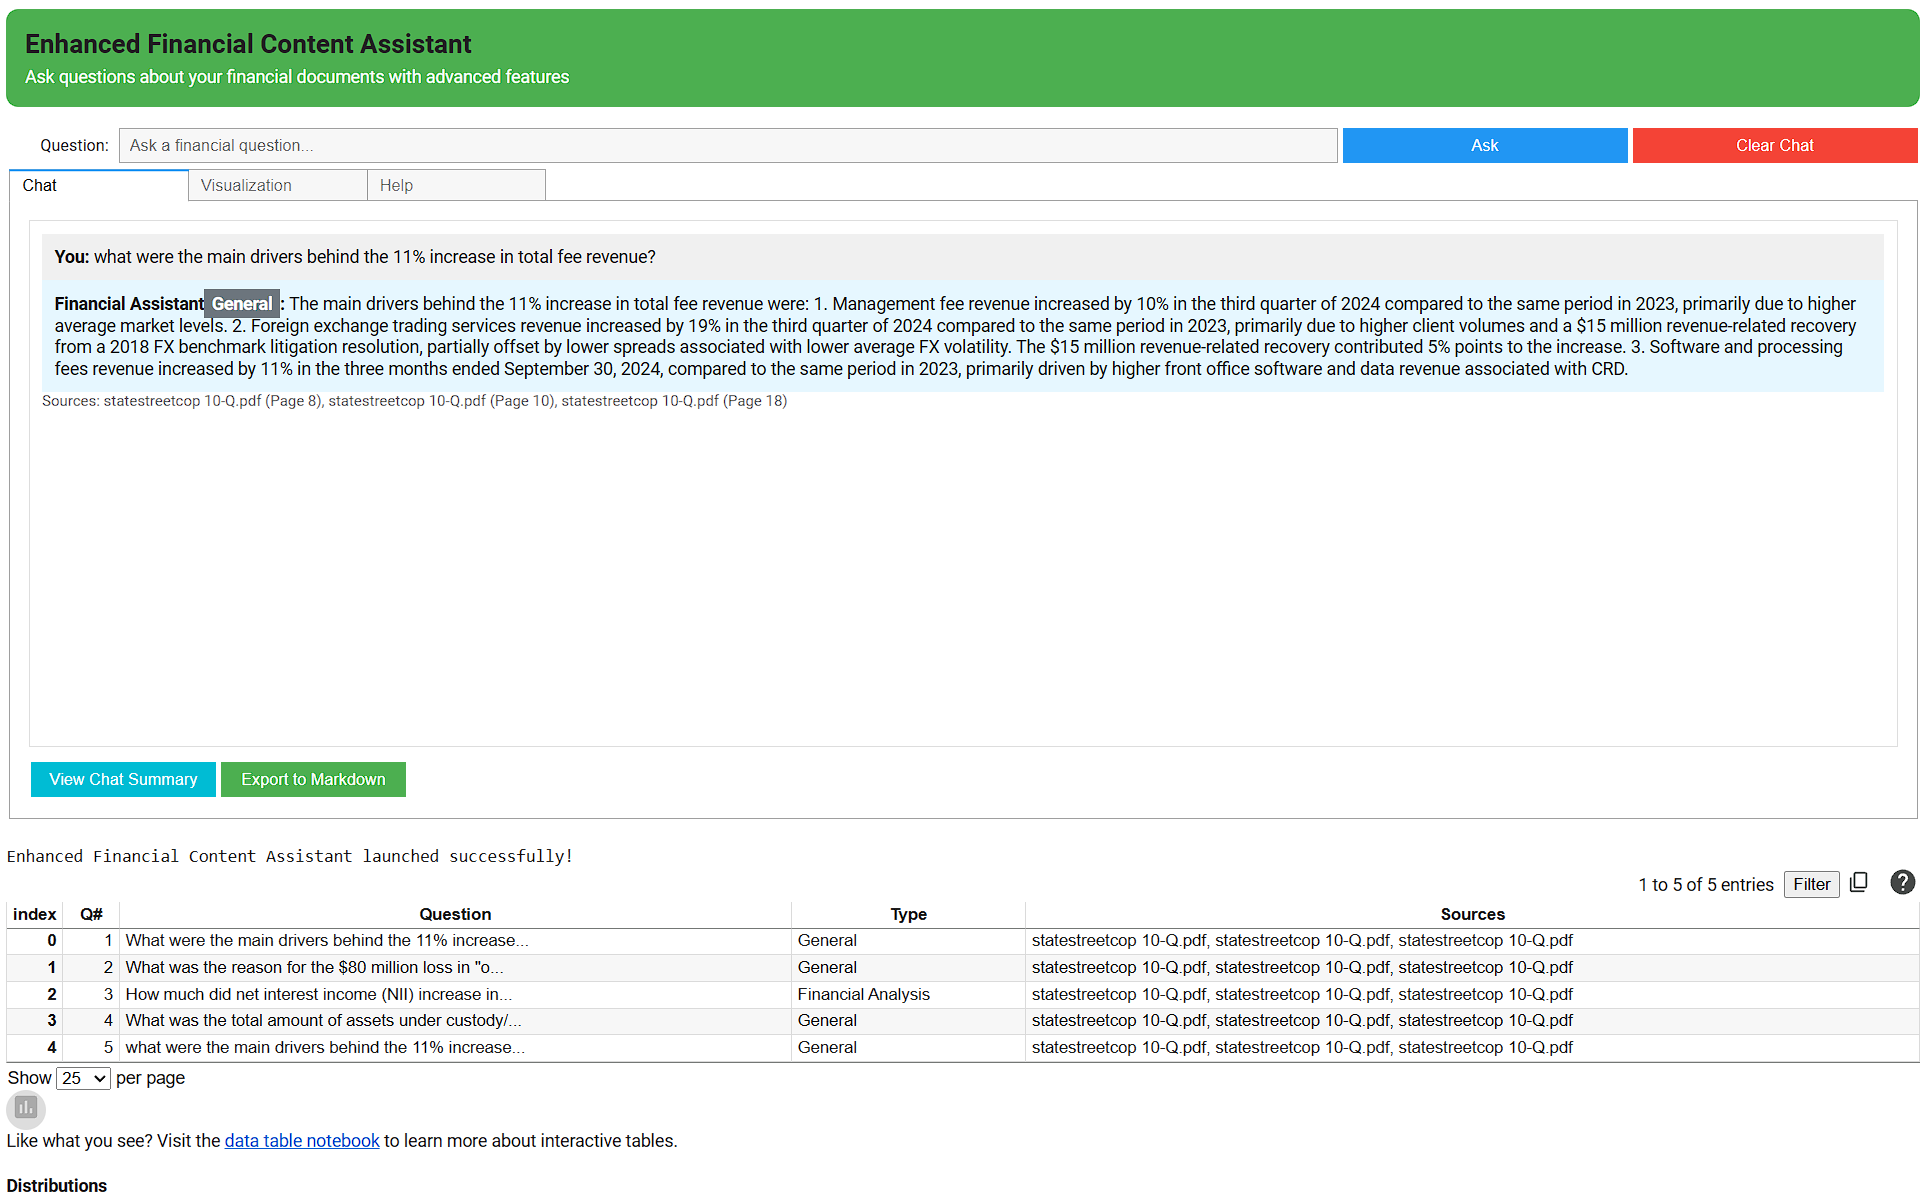 Enhanced Financial Content Assistant
Ask questions about your financial documents with advanced features
Question: Ask a financial question... Ask Clear Chat
Chat Visualization Help
You: what were the main drivers behind the 11% increase in total fee revenue?
Financial Assistant General : The main drivers behind the 11% increase in total fee revenue were: 1. Management fee revenue increased by 10% in the third quarter of 2024 compared to the same period in 2023, primarily due to higher
average market levels. 2. Foreign exchange trading services revenue increased by 19% in the third quarter of 2024 compared to the same period in 2023, primarily due to higher client volumes and a $15 million revenue-related recovery
from a 2018 FX benchmark litigation resolution, partially offset by lower spreads associated with lower average FX volatility. The $15 million revenue-related recovery contributed 5% points to the increase. 3. Software and processing
fees revenue increased by 11% in the three months ended September 30, 2024, compared to the same period in 2023, primarily driven by higher front office software and data revenue associated with CRD.
Sources: statestreetcop 10-Q.pdf (Page 8), statestreetcop 10-Q.pdf (Page 10), statestreetcop 10-Q.pdf (Page 18)
View Chat Summary Export to Markdown
Enhanced Financial Content Assistant launched successfully!
1 to 5 of 5 entries Filter ?
index Q# Question Type Sources
0 1 What were the main drivers behind the 11% increase... General statestreetcop 10-Q.pdf, statestreetcop 10-Q.pdf, statestreetcop 10-Q.pdf
1 2 What was the reason for the $80 million loss in "o... General statestreetcop 10-Q.pdf, statestreetcop 10-Q.pdf, statestreetcop 10-Q.pdf
2 3 How much did net interest income (NII) increase in... Financial Analysis statestreetcop 10-Q.pdf, statestreetcop 10-Q.pdf, statestreetcop 10-Q.pdf
3 4 What was the total amount of assets under custody/... General statestreetcop 10-Q.pdf, statestreetcop 10-Q.pdf, statestreetcop 10-Q.pdf
4 5 what were the main drivers behind the 11% increase... General statestreetcop 10-Q.pdf, statestreetcop 10-Q.pdf, statestreetcop 10-Q.pdf
Show 25 per page
Like what you see? Visit the data table notebook to learn more about interactive tables.
Distributions